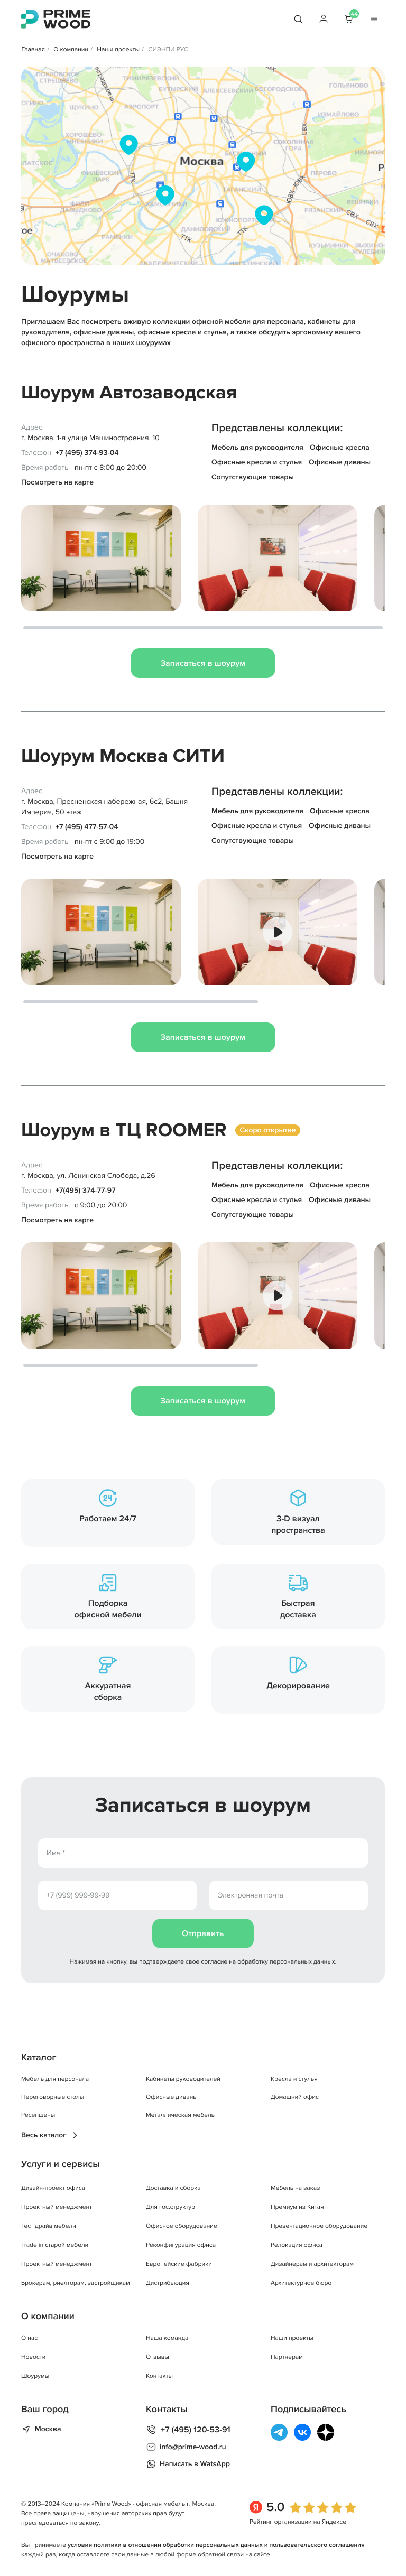 PRIME
WOOD
44
Главная / О компании / Наши проекты / СИЭНПИ РУС
Москва
Шоурумы
Приглашаем Вас посмотреть вживую коллекции офисной мебели для персонала, кабинеты для
руководителя, офисные диваны, офисные кресла и стулья, а также обсудить эргономику вашего
офисного пространства в наших шоурумах
Шоурум Автозаводская
Адрес
г. Москва, 1-я улица Машиностроения, 10
Телефон +7 (495) 374-93-04
Время работы пн-пт с 8:00 до 20:00
Посмотреть на карте
Представлены коллекции:
Мебель для руководителя Офисные кресла
Офисные кресла и стулья Офисные диваны
Сопутствующие товары
Записаться в шоурум
Шоурум Москва СИТИ
Адрес
г. Москва, Пресненская набережная, 6с2, Башня
Империя, 50 этаж
Телефон +7 (495) 477-57-04
Время работы пн-пт с 9:00 до 19:00
Посмотреть на карте
Представлены коллекции:
Мебель для руководителя Офисные кресла
Офисные кресла и стулья Офисные диваны
Сопутствующие товары
Записаться в шоурум
Шоурум в ТЦ ROOMER Скоро открытие
Адрес
г. Москва, ул. Ленинская Слобода, д.26
Телефон +7(495) 374-77-97
Время работы с 9:00 до 20:00
Посмотреть на карте
Представлены коллекции:
Мебель для руководителя Офисные кресла
Офисные кресла и стулья Офисные диваны
Сопутствующие товары
Записаться в шоурум
24
Работаем 24/7
3-D визуал
пространства
Подборка
офисной мебели
Быстрая
доставка
Аккуратная
сборка
Декорирование
Записаться в шоурум
Имя *
+7 (999) 999-99-99
Электронная почта
Отправить
Нажимая на кнопку, вы подтверждаете свое согласие на обработку персональных данных.
Каталог
Мебель для персонала Кабинеты руководителей Кресла и стулья
Переговорные столы Офисные диваны Домашний офис
Ресепшены Металлическая мебель
Весь каталог
Услуги и сервисы
Дизайн-проект офиса Доставка и сборка Мебель на заказ
Проектный менеджмент Для гос.структур Премиум из Китая
Тест драйв мебели Офисное оборудование Презентационное оборудование
Trade in старой мебели Реконфигурация офиса Релокация офиса
Проектный менеджмент Европейские фабрики Дизайнерам и архитекторам
Брокерам, риелторам, застройщикам Дистрибьюция Архитектурное бюро
О компании
О нас Наша команда Наши проекты
Новости Отзывы Партнерам
Шоурумы Контакты
Ваш город
Москва
Контакты
+7 (495) 120-53-91
info@prime-wood.ru
Написать в WatsApp
Подписывайтесь
© 2013–2024 Компания «Prime Wood» - офисная мебель г. Москва.
Все права защищены, нарушения авторских прав будут
преследоваться по закону.
Я 5.0
Рейтинг организации на Яндексе
Вы принимаете условия политики в отношении обработки персональных данных и пользовательского соглашения
каждый раз, когда оставляете свои данные в любой форме обратной связи на сайте